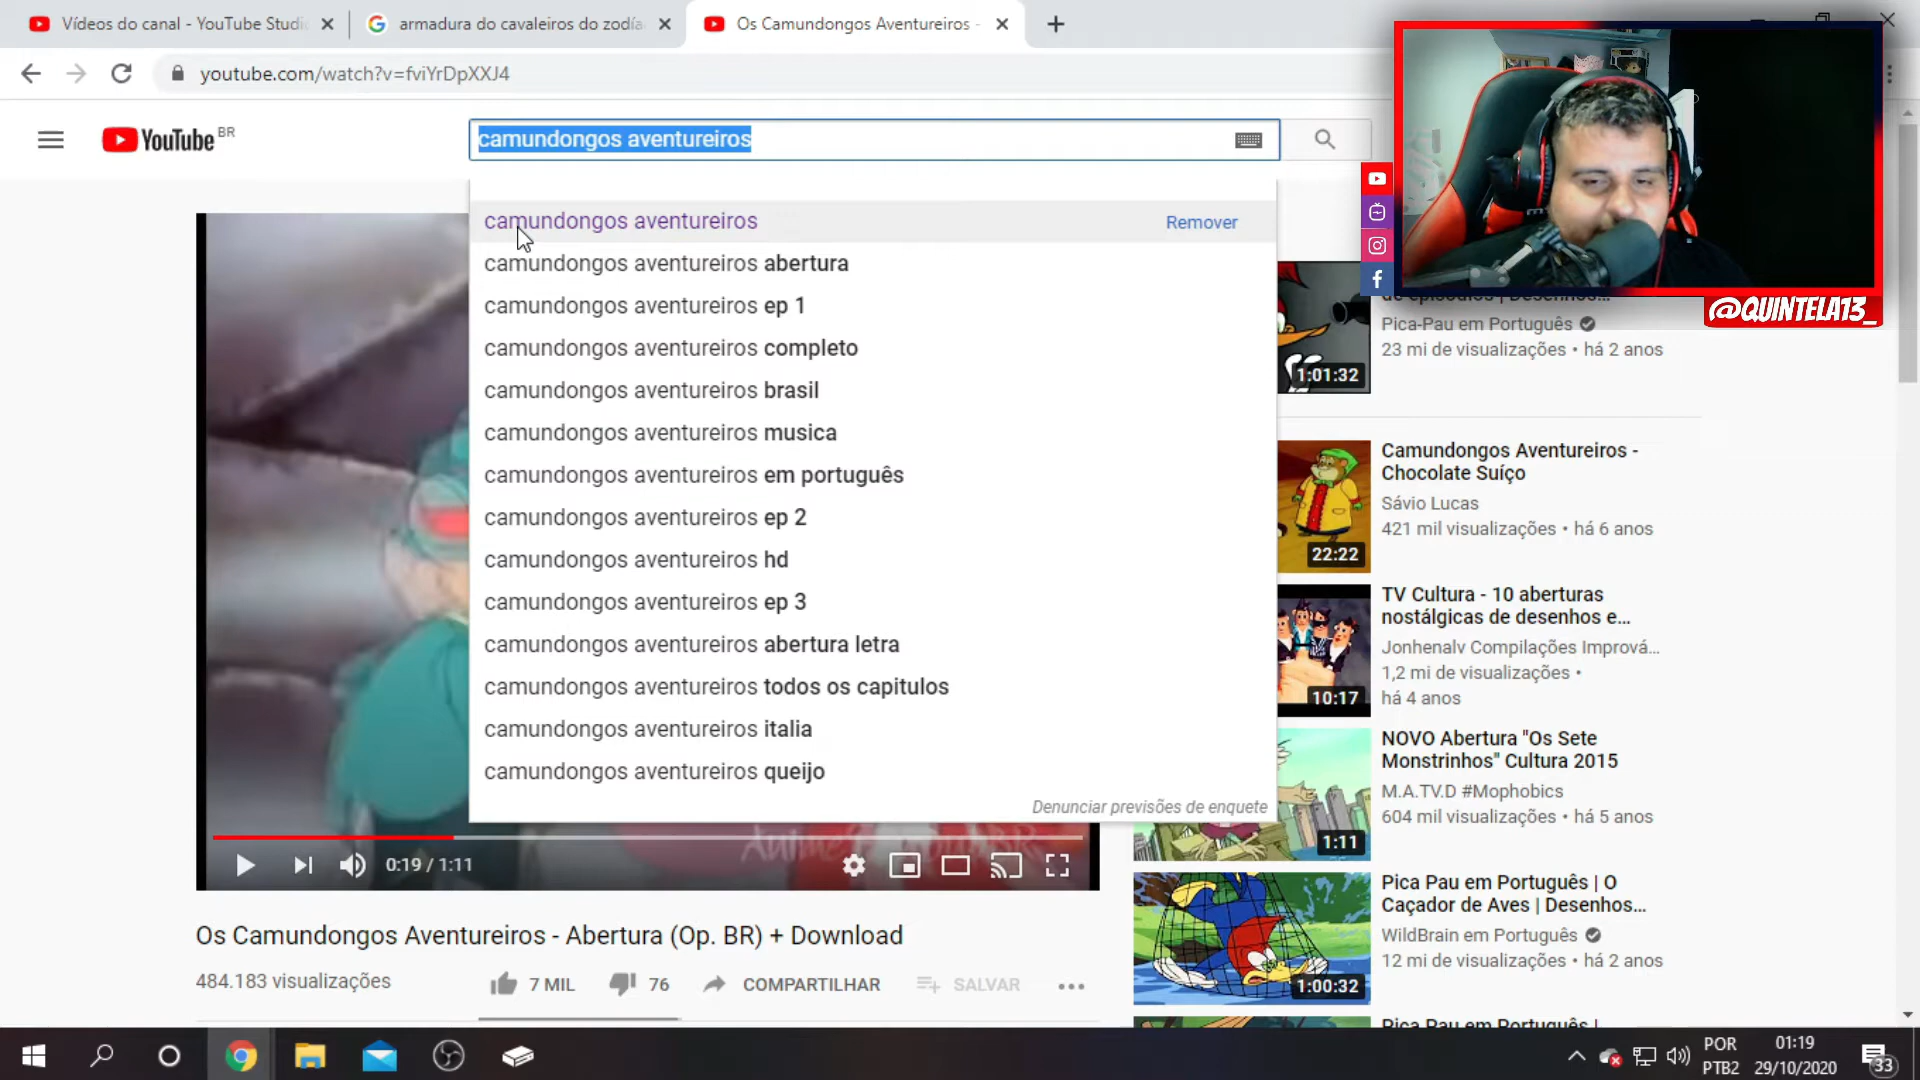 Vídeos do canal - YouTube Studi
armadura do cavaleiros do zodía
Os Camundongos Aventureiros -
youtube.com/watch?v=fviYrDpXXJ4
YouTube BR
camundongos aventureiros
camundongos aventureiros Remover
camundongos aventureiros abertura
camundongos aventureiros ep 1
camundongos aventureiros completo
camundongos aventureiros brasil
camundongos aventureiros musica
camundongos aventureiros em português
camundongos aventureiros ep 2
camundongos aventureiros hd
camundongos aventureiros ep 3
camundongos aventureiros abertura letra
camundongos aventureiros todos os capitulos
camundongos aventureiros italia
camundongos aventureiros queijo
Denunciar previsões de enquete
0:19 / 1:11
Os Camundongos Aventureiros - Abertura (Op. BR) + Download
484.183 visualizações
7 MIL
76
COMPARTILHAR
SALVAR
@QUINTELA13_
de episódios | Desenhos...
Pica-Pau em Português
23 mi de visualizações • há 2 anos
1:01:32
Camundongos Aventureiros -
Chocolate Suíço
Sávio Lucas
421 mil visualizações • há 6 anos
22:22
TV Cultura - 10 aberturas
nostálgicas de desenhos e...
Jonhenalv Compilações Imprová...
1,2 mi de visualizações •
há 4 anos
10:17
NOVO Abertura "Os Sete
Monstrinhos" Cultura 2015
M.A.TV.D #Mophobics
604 mil visualizações • há 5 anos
1:11
Pica Pau em Português | O
Caçador de Aves | Desenhos...
WildBrain em Português
12 mi de visualizações • há 2 anos
1:00:32
Pica Pau em Português |
POR
PTB2
01:19
29/10/2020
33